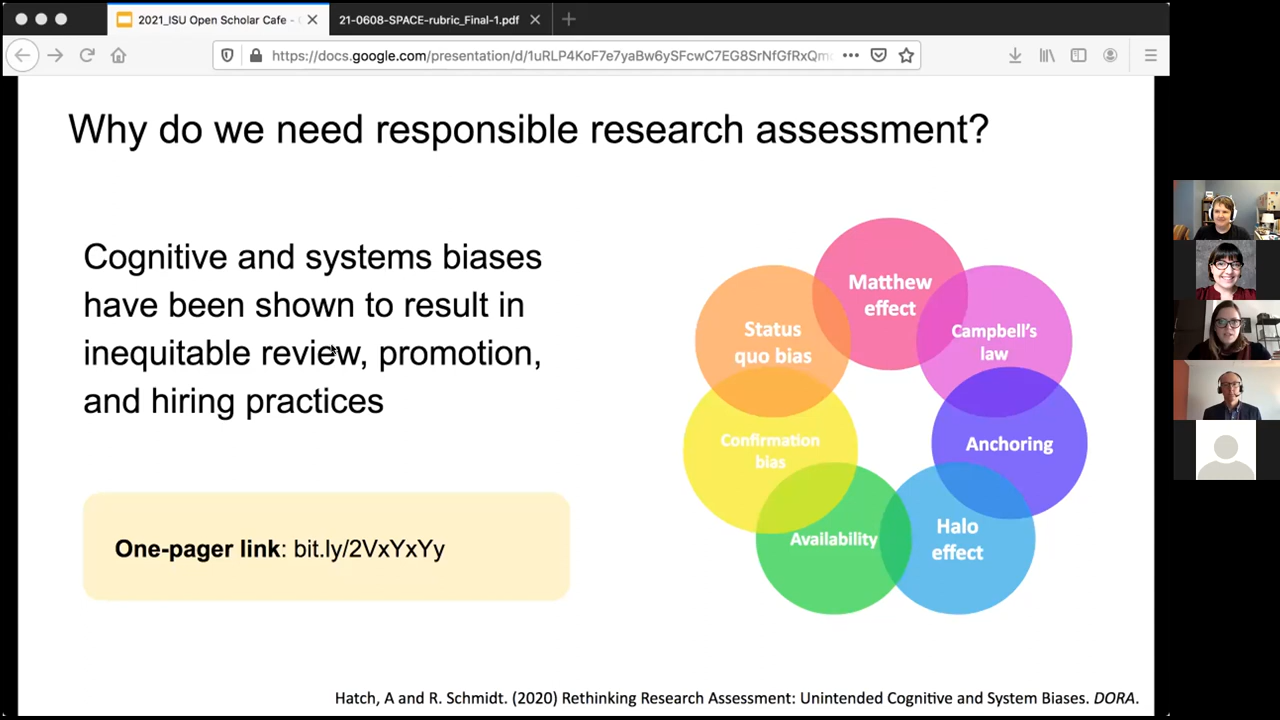 2021_ISU Open Scholar Cafe -
21-0608-SPACE-rubric_Final-1.pdf
https://docs.google.com/presentation/d/1uRLP4KoF7e7yaBw6ySFcwC7EG8SrNfGfRxQm
Why do we need responsible research assessment?
Cognitive and systems biases
have been shown to result in
inequitable review, promotion,
and hiring practices
One-pager link: bit.ly/2VxYxYy
Matthew
effect
Status
quo bias
Campbell's
law
Confirmation
bias
Anchoring
Availability
Halo
effect
Hatch, A and R. Schmidt. (2020) Rethinking Research Assessment: Unintended Cognitive and System Biases. DORA.